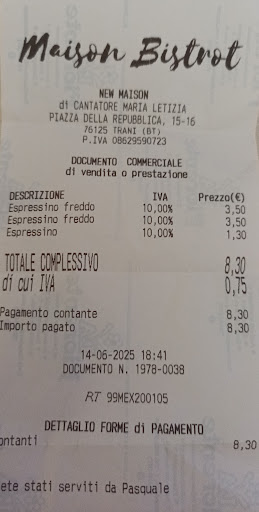 Maison Bistrot
NEW MAISON
di CANTATORE MARIA LETIZIA
PIAZZA DELLA REPUBBLICA, 15-16
76125 TRANI (BT)
P.IVA 08629590723
DOCUMENTO COMMERCIALE
di vendita o prestazione
DESCRIZIONE IVA Prezzo(€)
Espressino freddo 10,00% 3,50
Espressino freddo 10,00% 3,50
Espressino 10,00% 1,30
TOTALE COMPLESSIVO 8,30
di cui IVA 0,75
Pagamento contante 8,30
Importo pagato 8,30
14-06-2025 18:41
DOCUMENTO N. 1978-0038
RT 99MEX200105
DETTAGLIO FORME di PAGAMENTO
ontanti 8,30
ete stati serviti da Pasquale